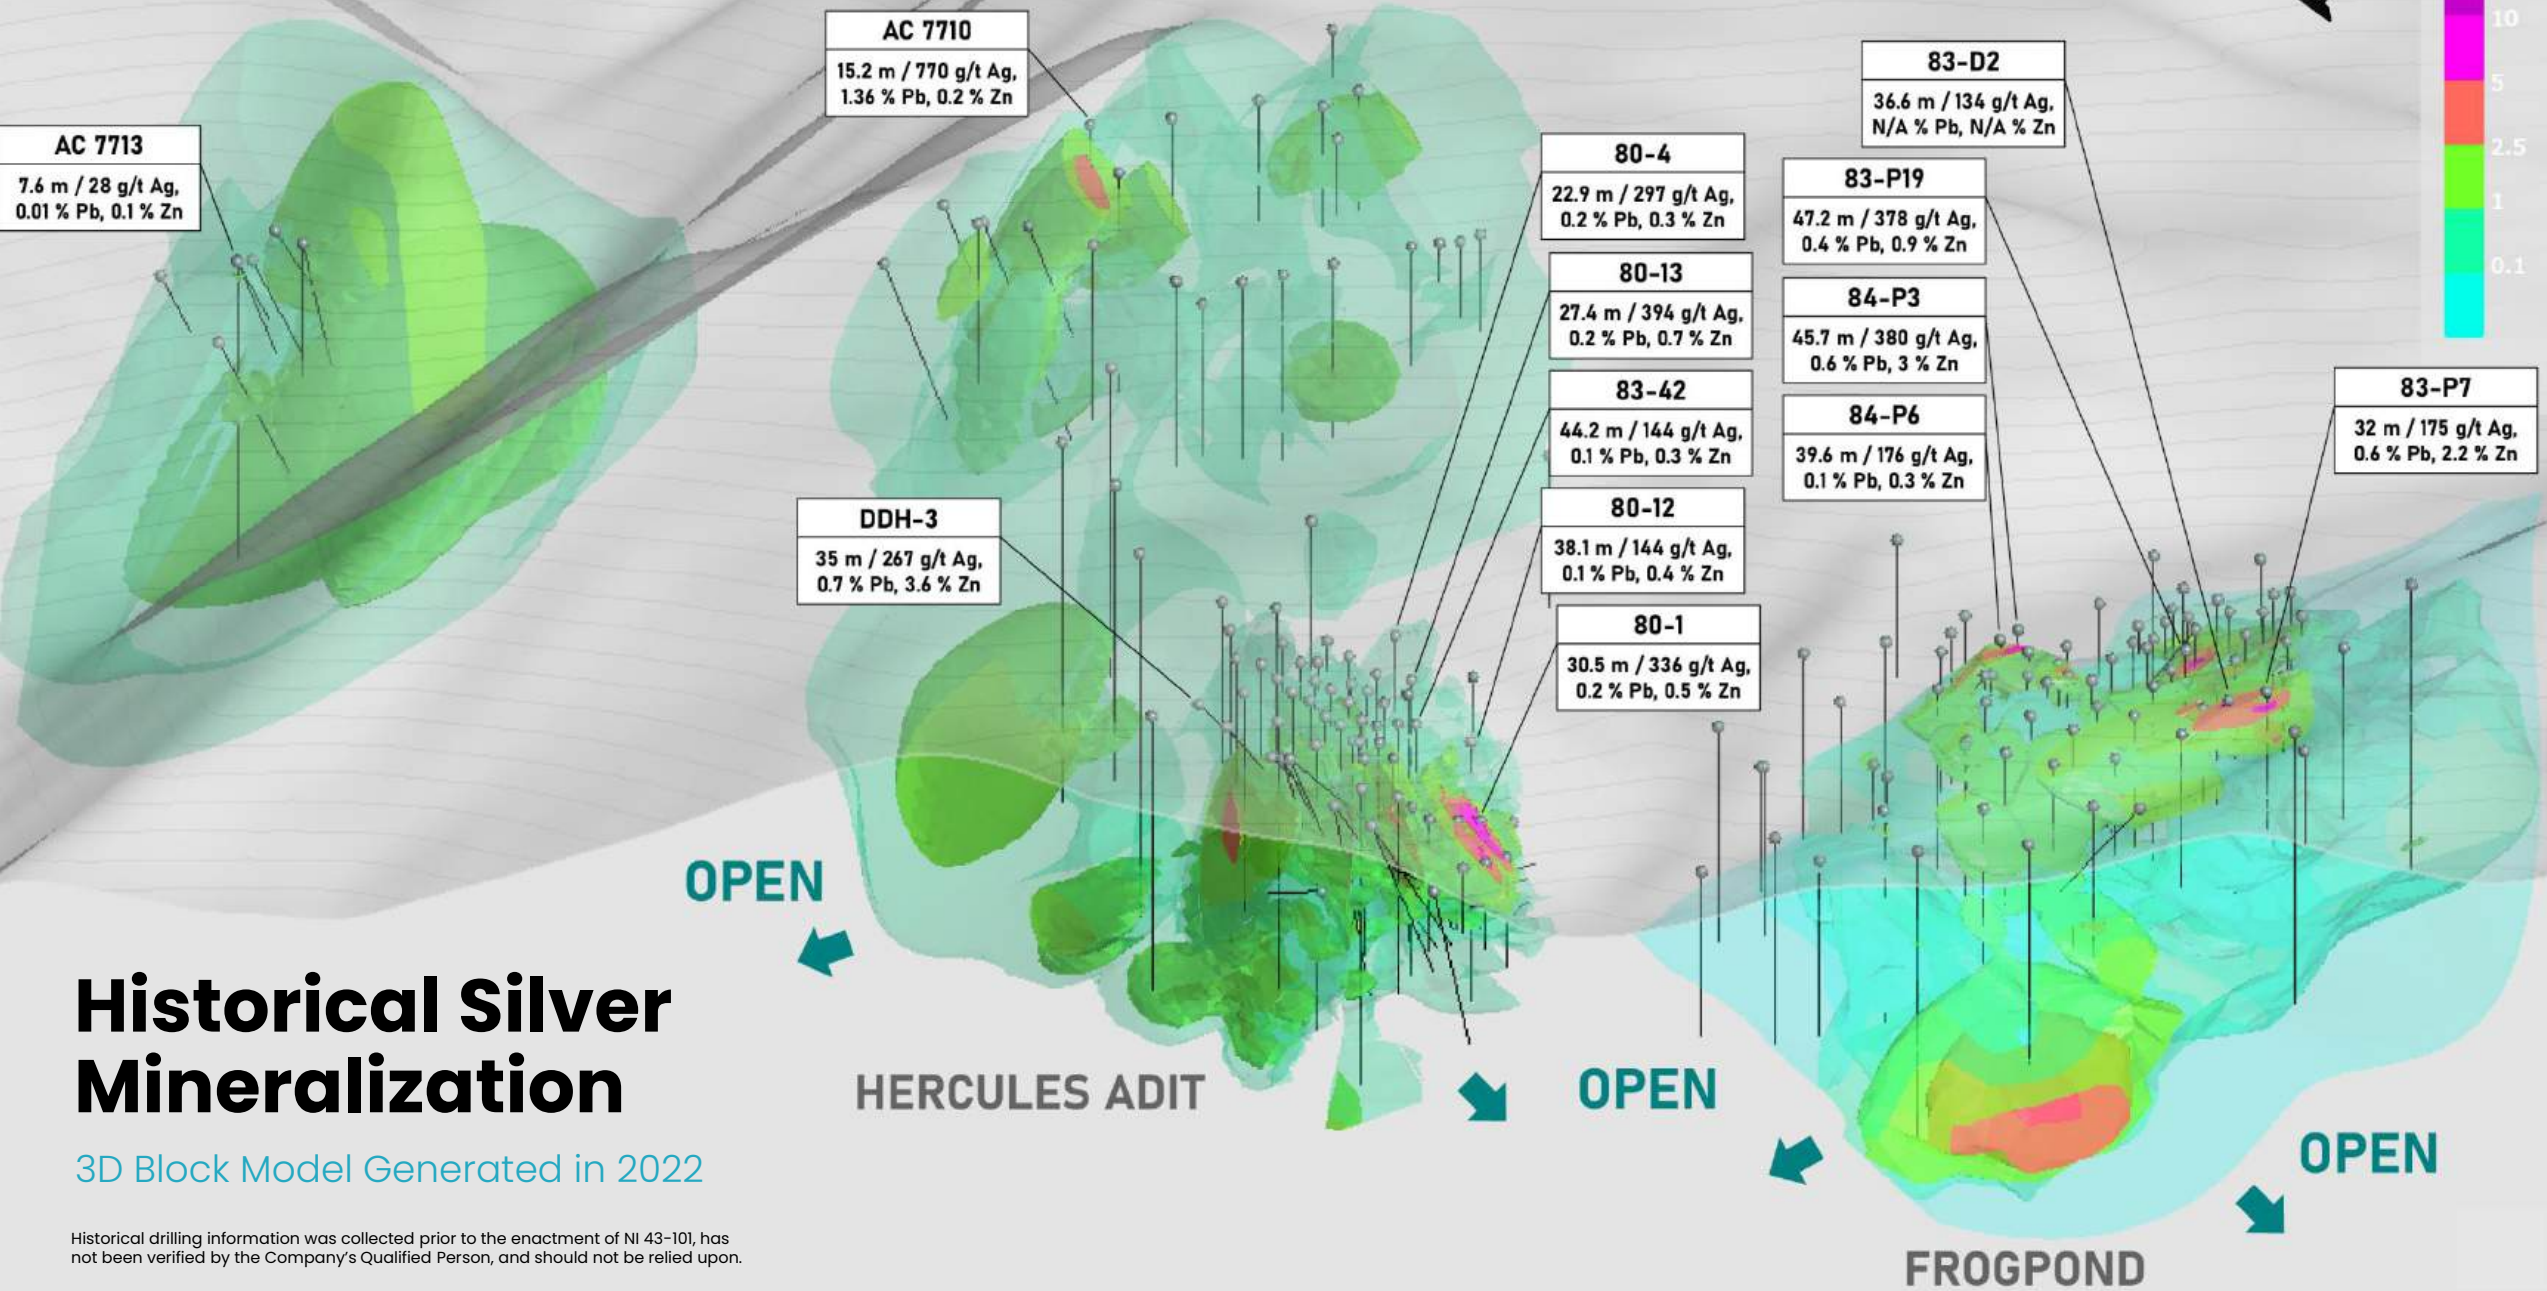 AC 7713
7.6 m / 28 g/t Ag,
0.01 % Pb, 0.1 % Zn
AC 7710
15.2 m / 770 g/t Ag,
1.36 % Pb, 0.2 % Zn
DDH-3
35 m / 267 g/t Ag,
0.7 % Pb, 3.6 % Zn
80-4
22.9 m / 297 g/t Ag,
0.2 % Pb, 0.3 % Zn
80-13
27.4 m / 394 g/t Ag,
0.2 % Pb, 0.7 % Zn
83-42
44.2 m / 144 g/t Ag,
0.1 % Pb, 0.3 % Zn
80-12
38.1 m / 144 g/t Ag,
0.1 % Pb, 0.4 % Zn
80-1
30.5 m / 336 g/t Ag,
0.2 % Pb, 0.5 % Zn
83-D2
36.6 m / 134 g/t Ag,
N/A % Pb, N/A % Zn
83-P19
47.2 m / 378 g/t Ag,
0.4 % Pb, 0.9 % Zn
84-P3
45.7 m / 380 g/t Ag,
0.6 % Pb, 3 % Zn
84-P6
39.6 m / 176 g/t Ag,
0.1 % Pb, 0.3 % Zn
83-P7
32 m / 175 g/t Ag,
0.6 % Pb, 2.2 % Zn
10
5
2.5
1
0.1
OPEN
HERCULES ADIT
OPEN
OPEN
FROGPOND
Historical Silver
Mineralization
3D Block Model Generated in 2022
Historical drilling information was collected prior to the enactment of NI 43-101, has
not been verified by the Company's Qualified Person, and should not be relied upon.